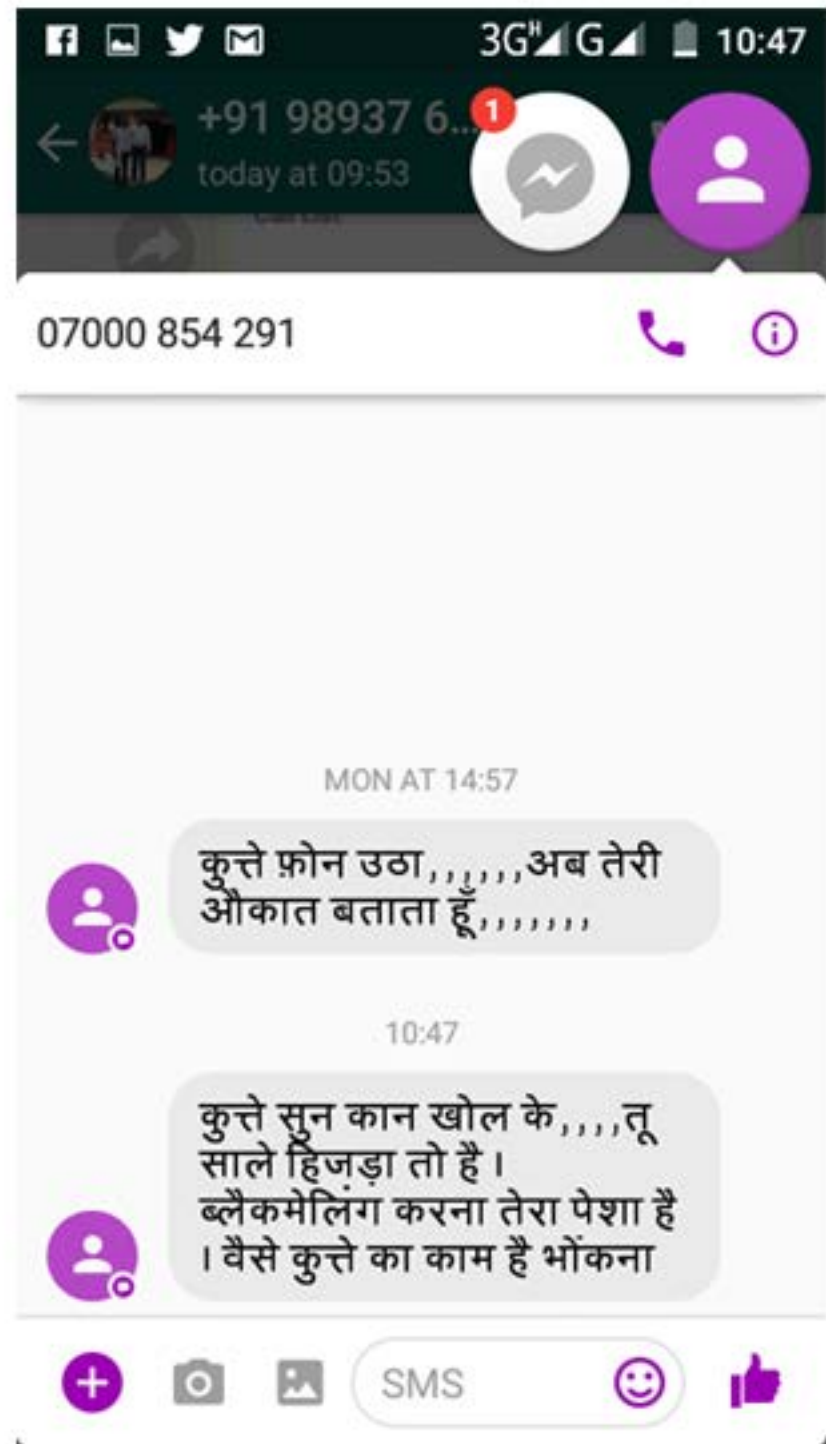 3G H G 10:47
+91 98937 6...
1
today at 09:53
07000 854 291
MON AT 14:57
कुत्ते फ़ोन उठा,,,,,,अब तेरी
औकात बताता हूँ,,,,,,,
10:47
कुत्ते सुन कान खोल के,,,,तू
साले हिज़ड़ा तो है ।
ब्लैकमेलिंग करना तेरा पेशा है
। वैसे कुत्ते का काम है भोंकना
SMS